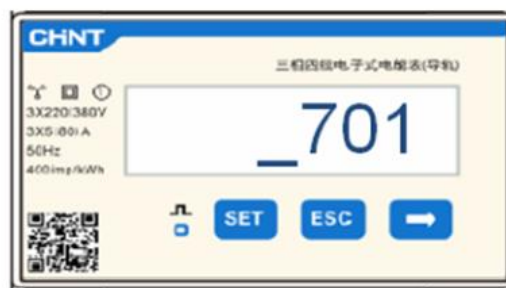 CHNT
三相四线电子式电能表(导轨)
3X220/380V
3X5(80)A
50Hz
400imp/kWh
_701
SET
ESC